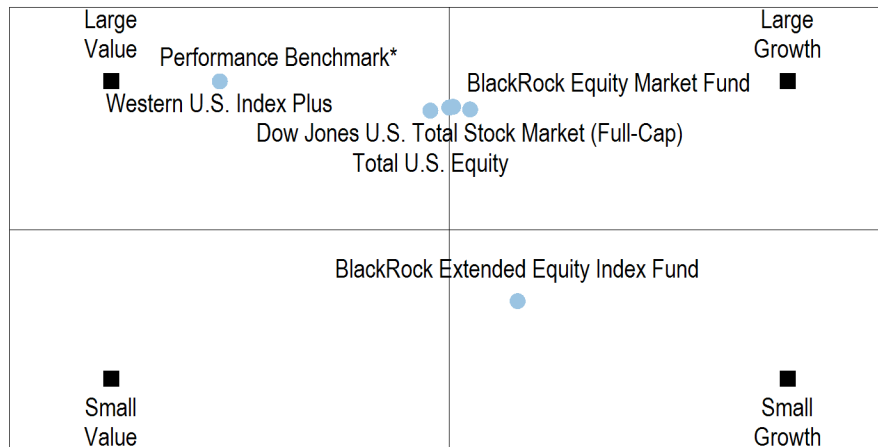 Large
Value
Large
Growth
Performance Benchmark*
BlackRock Equity Market Fund
Western U.S. Index Plus
Dow Jones U.S. Total Stock Market (Full-Cap)
Total U.S. Equity
BlackRock Extended Equity Index Fund
Small
Value
Small
Growth